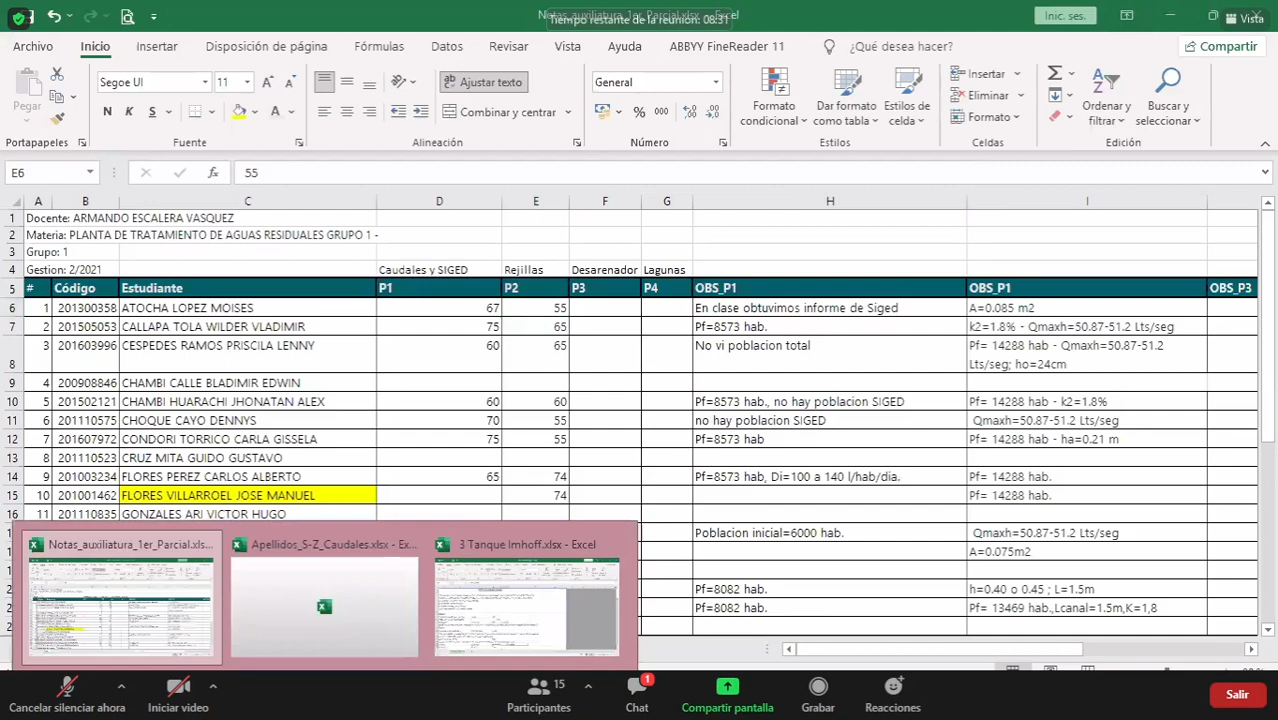 Notas_auxiliatura_1er_Parcial.xlsx - Excel
Tiempo restante de la reunión: 08:31
Inic. ses.
Vista
Archivo Inicio Insertar Disposición de página Fórmulas Datos Revisar Vista Ayuda ABBYY FineReader 11 ¿Qué desea hacer? Compartir
Pegar
Segoe UI 11
N K S
Ajustar texto
Combinar y centrar
General
Formato condicional
Dar formato como tabla
Estilos de celda
Insertar
Eliminar
Formato
Ordenar y filtrar
Buscar y seleccionar
Portapapeles Fuente Alineación Número Estilos Celdas Edición
E6 fx 55
A B C D E F G H I
1 Docente: ARMANDO ESCALERA VASQUEZ
2 Materia: PLANTA DE TRATAMIENTO DE AGUAS RESIDUALES GRUPO 1 -
3 Grupo: 1
4 Gestion: 2/2021 Caudales y SIGED Rejillas Desarenador Lagunas
5 # Código Estudiante P1 P2 P3 P4 OBS_P1 OBS_P1 OBS_P3
6 1 201300358 ATOCHA LOPEZ MOISES 67 55 En clase obtuvimos informe de Siged A=0.085 m2
7 2 201505053 CALLAPA TOLA WILDER VLADIMIR 75 65 Pf=8573 hab. k2=1.8% - Qmaxh=50.87-51.2 Lts/seg
8 3 201603996 CESPEDES RAMOS PRISCILA LENNY 60 65 No vi poblacion total Pf= 14288 hab - Qmaxh=50.87-51.2
Lts/seg; ho=24cm
9 4 200908846 CHAMBI CALLE BLADIMIR EDWIN
10 5 201502121 CHAMBI HUARACHI JHONATAN ALEX 60 60 Pf=8573 hab., no hay poblacion SIGED Pf= 14288 hab - k2=1.8%
11 6 201110575 CHOQUE CAYO DENNYS 70 55 no hay poblacion SIGED Qmaxh=50.87-51.2 Lts/seg
12 7 201607972 CONDORI TORRICO CARLA GISSELA 75 55 Pf=8573 hab Pf= 14288 hab - ha=0.21 m
13 8 201110523 CRUZ MITA GUIDO GUSTAVO
14 9 201003234 FLORES PEREZ CARLOS ALBERTO 65 74 Pf=8573 hab, Di=100 a 140 l/hab/dia. Pf= 14288 hab.
15 10 201001462 FLORES VILLARROEL JOSE MANUEL 74 Pf= 14288 hab.
16 11 201110835 GONZALES ARI VICTOR HUGO
Poblacion inicial=6000 hab. Qmaxh=50.87-51.2 Lts/seg
A=0.075m2
Pf=8082 hab. h=0.40 o 0.45 ; L=1.5m
Pf=8082 hab. Pf= 13469 hab.,Lcanal=1.5m,K=1,8
Notas_auxiliatura_1er_Parcial.xlsx... Apellidos_S-Z_Caudales.xlsx - Ex... 3 Tanque Imhoff.xlsx - Excel
Cancelar silenciar ahora
Iniciar video
15
Participantes
1
Chat
Compartir pantalla
Grabar
Reacciones
Salir